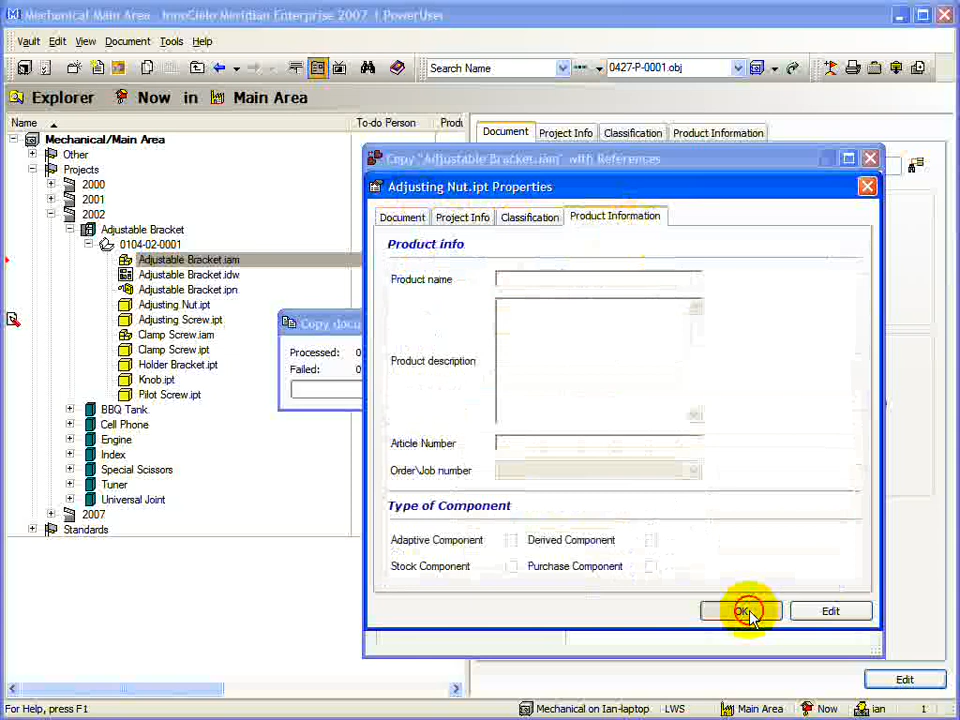 Mechanical Main Area - InnoCielo Meridian Enterprise 2007 | PowerUser
Vault Edit View Document Tools Help
Search Name
0427-P-0001.obj
Explorer Now in Main Area
Name To-do Person Produ
Document Project Info Classification Product Information
Mechanical/Main Area
Other
Projects
2000
2001
2002
Adjustable Bracket
0104-02-0001
Adjustable Bracket.iam
Adjustable Bracket.idw
Adjustable Bracket.ipn
Adjusting Nut.ipt
Adjusting Screw.ipt
Clamp Screw.iam
Clamp Screw.ipt
Holder Bracket.ipt
Knob.ipt
Pilot Screw.ipt
BBQ Tank
Cell Phone
Engine
Index
Special Scissors
Tuner
Universal Joint
2007
Standards
Copy docu
Processed: 0
Failed: 0
Copy "Adjustable Bracket.iam" with References
Adjusting Nut.ipt Properties
Document Project Info Classification Product Information
Product info
Product name
Product description
Article Number
Order\Job number
Type of Component
Adaptive Component Derived Component
Stock Component Purchase Component
OK Edit
Edit
For Help, press F1
Mechanical on Ian-laptop LWS Main Area Now ian 1